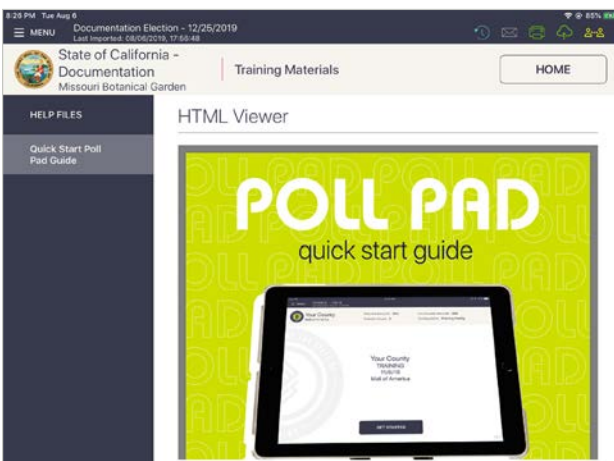 8:28 PM Tue Aug 6
85%
MENU
Documentation Election - 12/25/2019
Last Imported: 08/06/2019, 17:58:48
State of California -
Documentation
Missouri Botanical Garden
Training Materials
HOME
HELP FILES
HTML Viewer
Quick Start Poll
Pad Guide
POLL PAD
quick start guide
Your County
Your County
TRAINING
Mall of America
GET STARTED